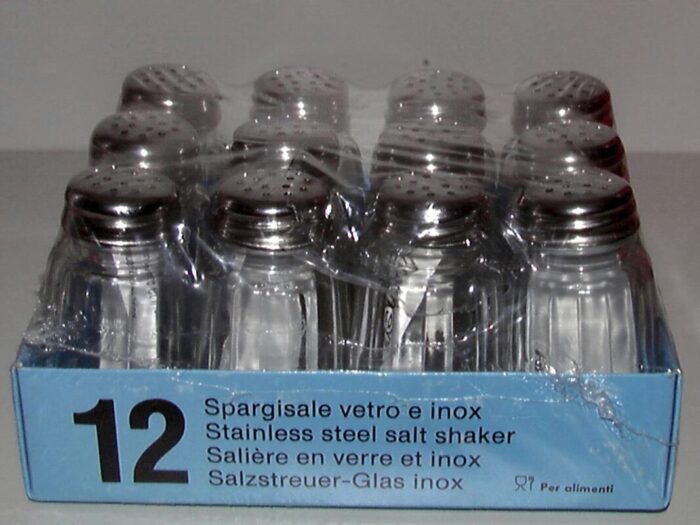 12
Spargisale vetro e inox
Stainless steel salt shaker
Salière en verre et inox
Salzstreuer-Glas inox
Per alimenti